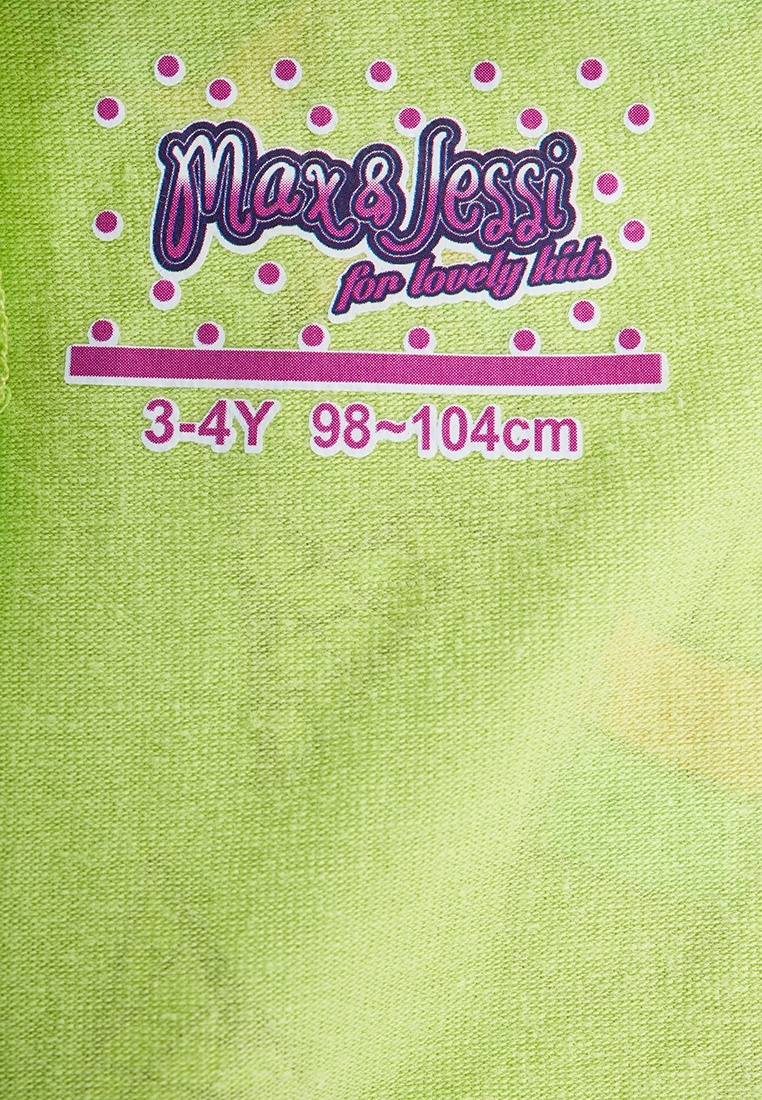 Max & Jessi
for lovely kids
3-4Y 98~104cm